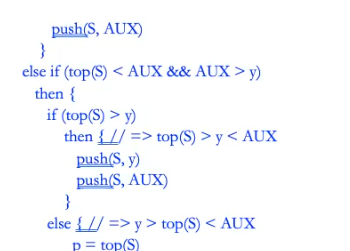 push(S, AUX)
}
else if (top(S) < AUX && AUX > y)
then {
if (top(S) > y)
then { // => top(S) > y < AUX
push(S, y)
push(S, AUX)
}
else { // => y > top(S) < AUX
p = top(S)